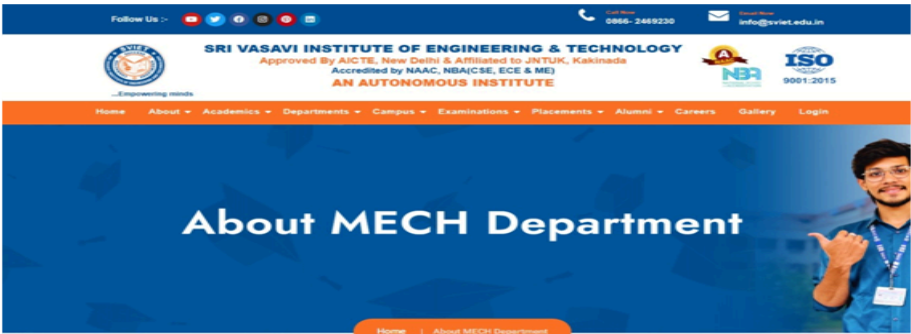 Follow Us :-
Call Now
0866- 2469230
Email Now
info@sviet.edu.in
SVIET
...Empowering minds
SRI VASAVI INSTITUTE OF ENGINEERING & TECHNOLOGY
Approved By AICTE, New Delhi & Affiliated to JNTUK, Kakinada
Accredited by NAAC, NBA(CSE, ECE & ME)
AN AUTONOMOUS INSTITUTE
A
NBA
ISO
9001:2015
Home About Academics Departments Campus Examinations Placements Alumni Careers Gallery Login
About MECH Department
Home | About MECH Department